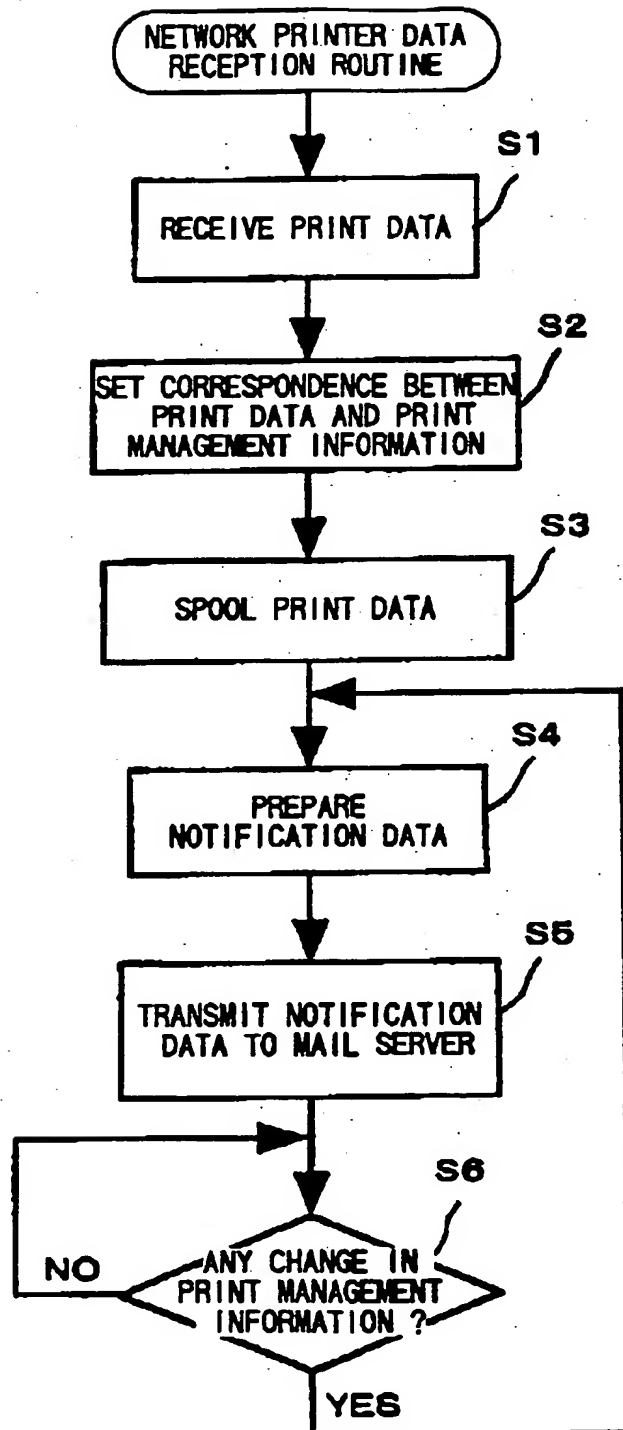 NETWORK PRINTER DATA
RECEPTION ROUTINE
S1
RECEIVE PRINT DATA
S2
SET CORRESPONDENCE BETWEEN
PRINT DATA AND PRINT
MANAGEMENT INFORMATION
S3
SPOOL PRINT DATA
S4
PREPARE
NOTIFICATION DATA
S5
TRANSMIT NOTIFICATION
DATA TO MAIL SERVER
S6
ANY CHANGE IN
PRINT MANAGEMENT
INFORMATION ?
NO
YES